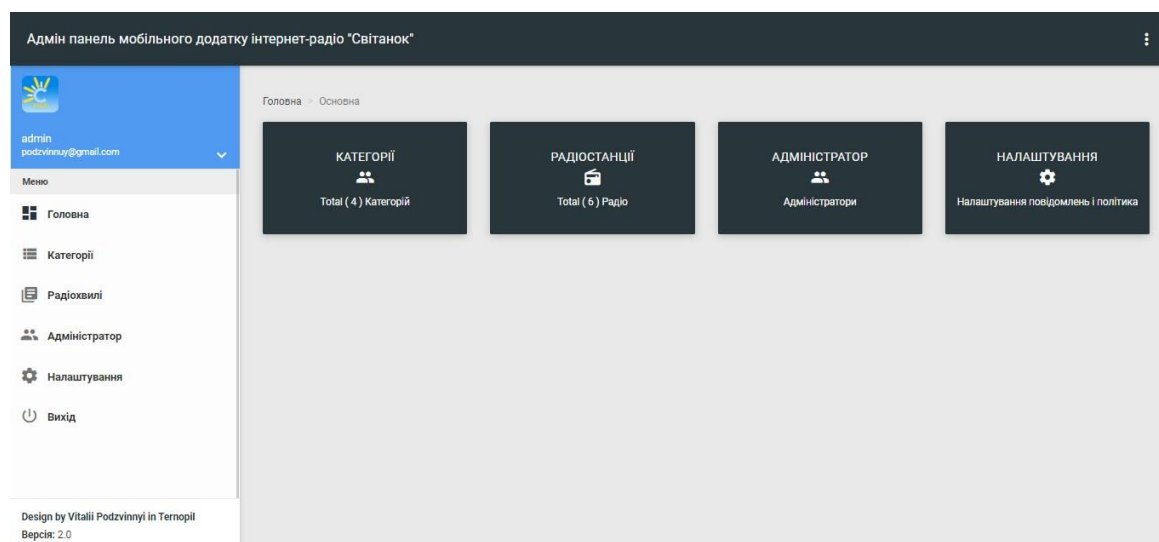 Адмін панель мобільного додатку інтернет-радіо "Світанок"
admin
podzvinnuy@gmail.com
Меню
Головна
Категорії
Радіохвилі
Адміністратор
Налаштування
Вихід
Design by Vitalii Podzvinnyi in Ternopil
Версія: 2.0
Головна > Основна
КАТЕГОРІЇ
Total ( 4 ) Категорій
РАДІОСТАНЦІЇ
Total ( 6 ) Радіо
АДМІНІСТРАТОР
Адміністратори
НАЛАШТУВАННЯ
Налаштування повідомлень і політика